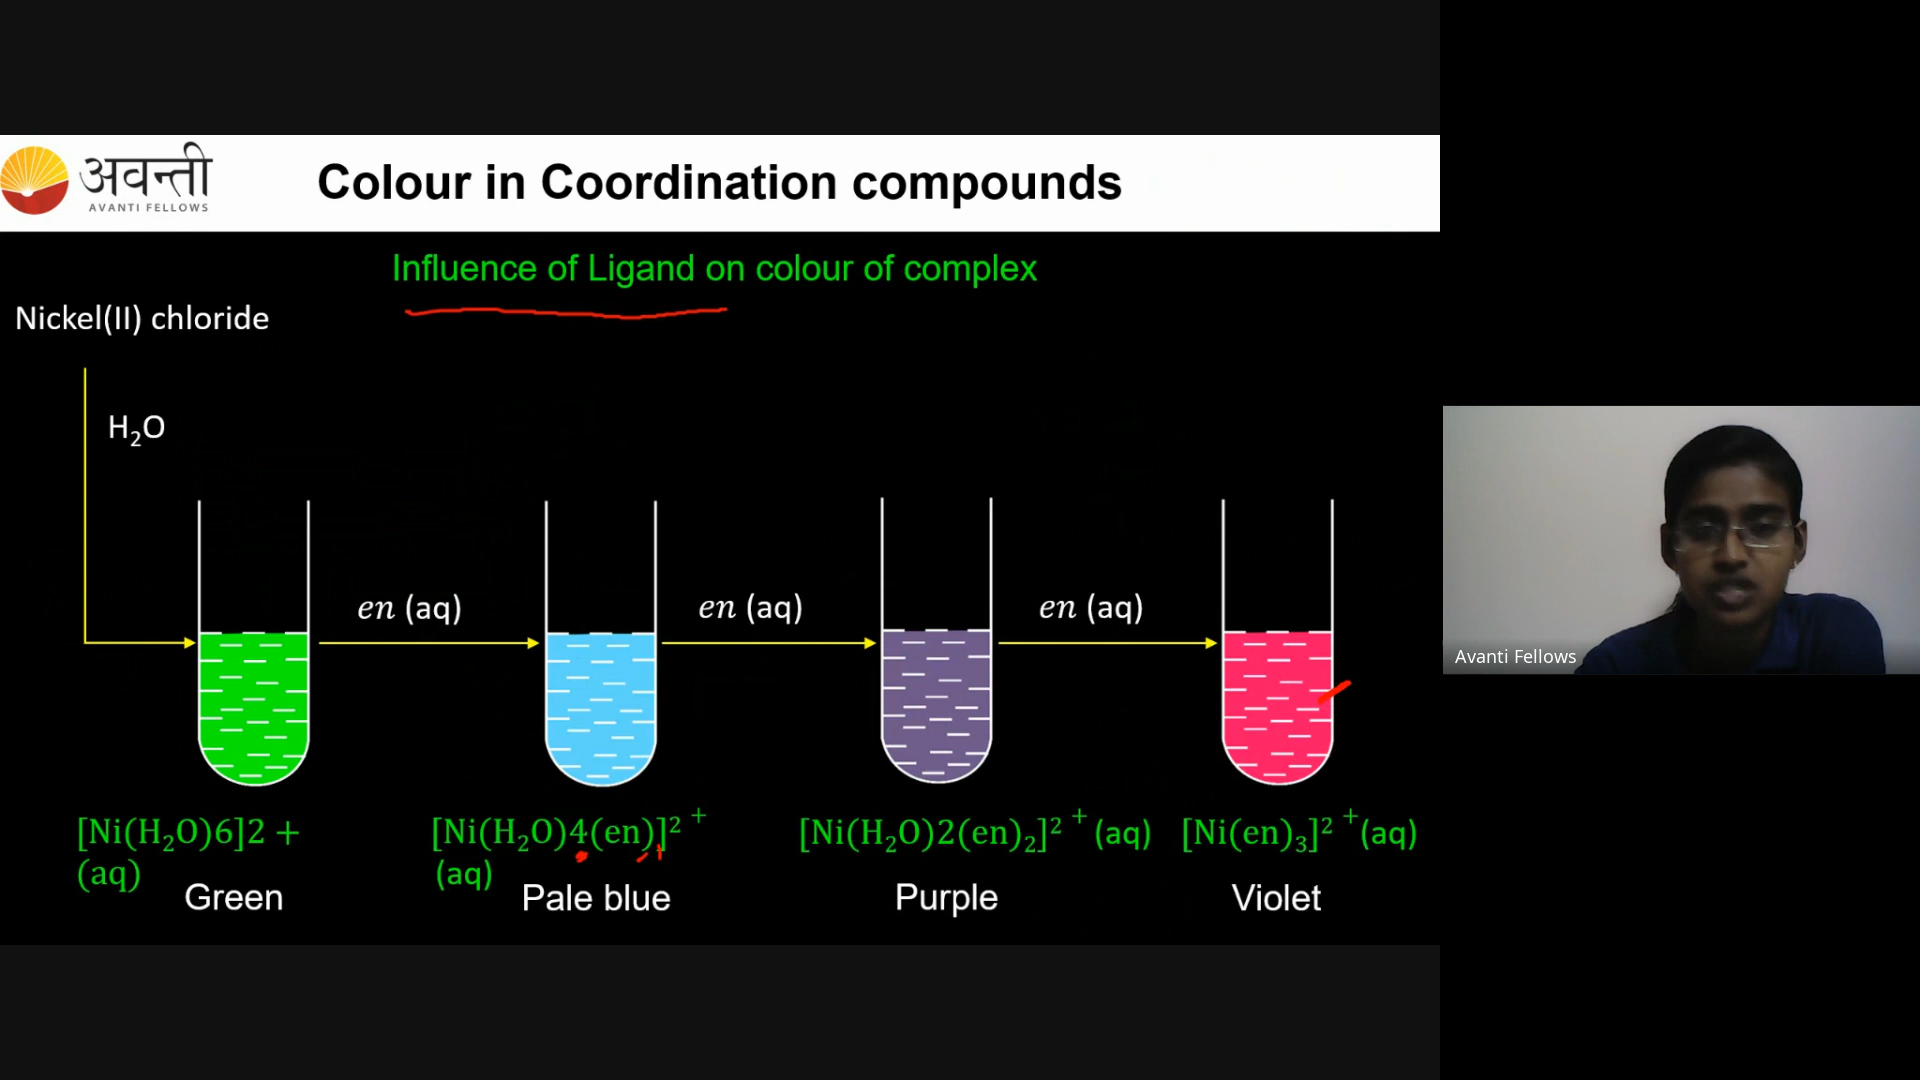 अवन्ती
AVANTI FELLOWS
Colour in Coordination compounds
Influence of Ligand on colour of complex
Nickel(II) chloride
H₂O
en (aq)
en (aq)
en (aq)
[Ni(H₂O)6]2 +
(aq)
[Ni(H₂O)4(en)]² ⁺
(aq)
[Ni(H₂O)2(en)₂]² ⁺ (aq)
[Ni(en)₃]² ⁺(aq)
Green
Pale blue
Purple
Violet
Avanti Fellows